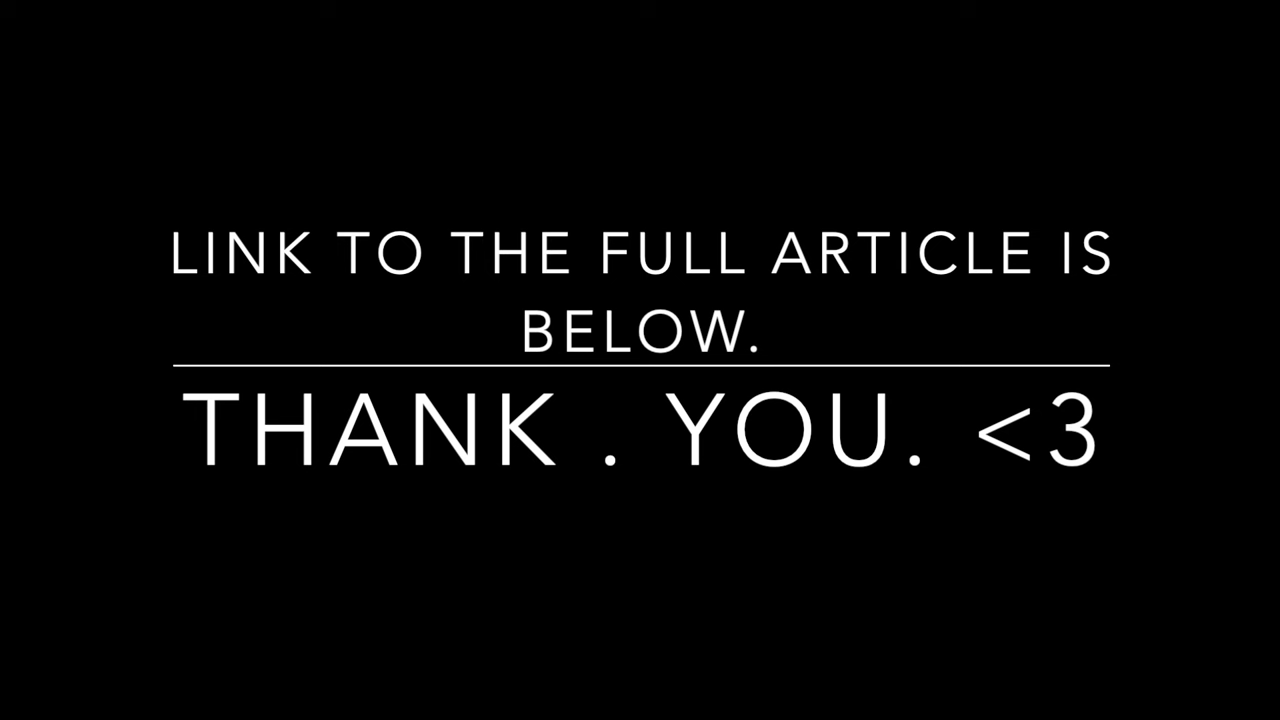 LINK TO THE FULL ARTICLE IS
BELOW.
THANK . YOU. <3